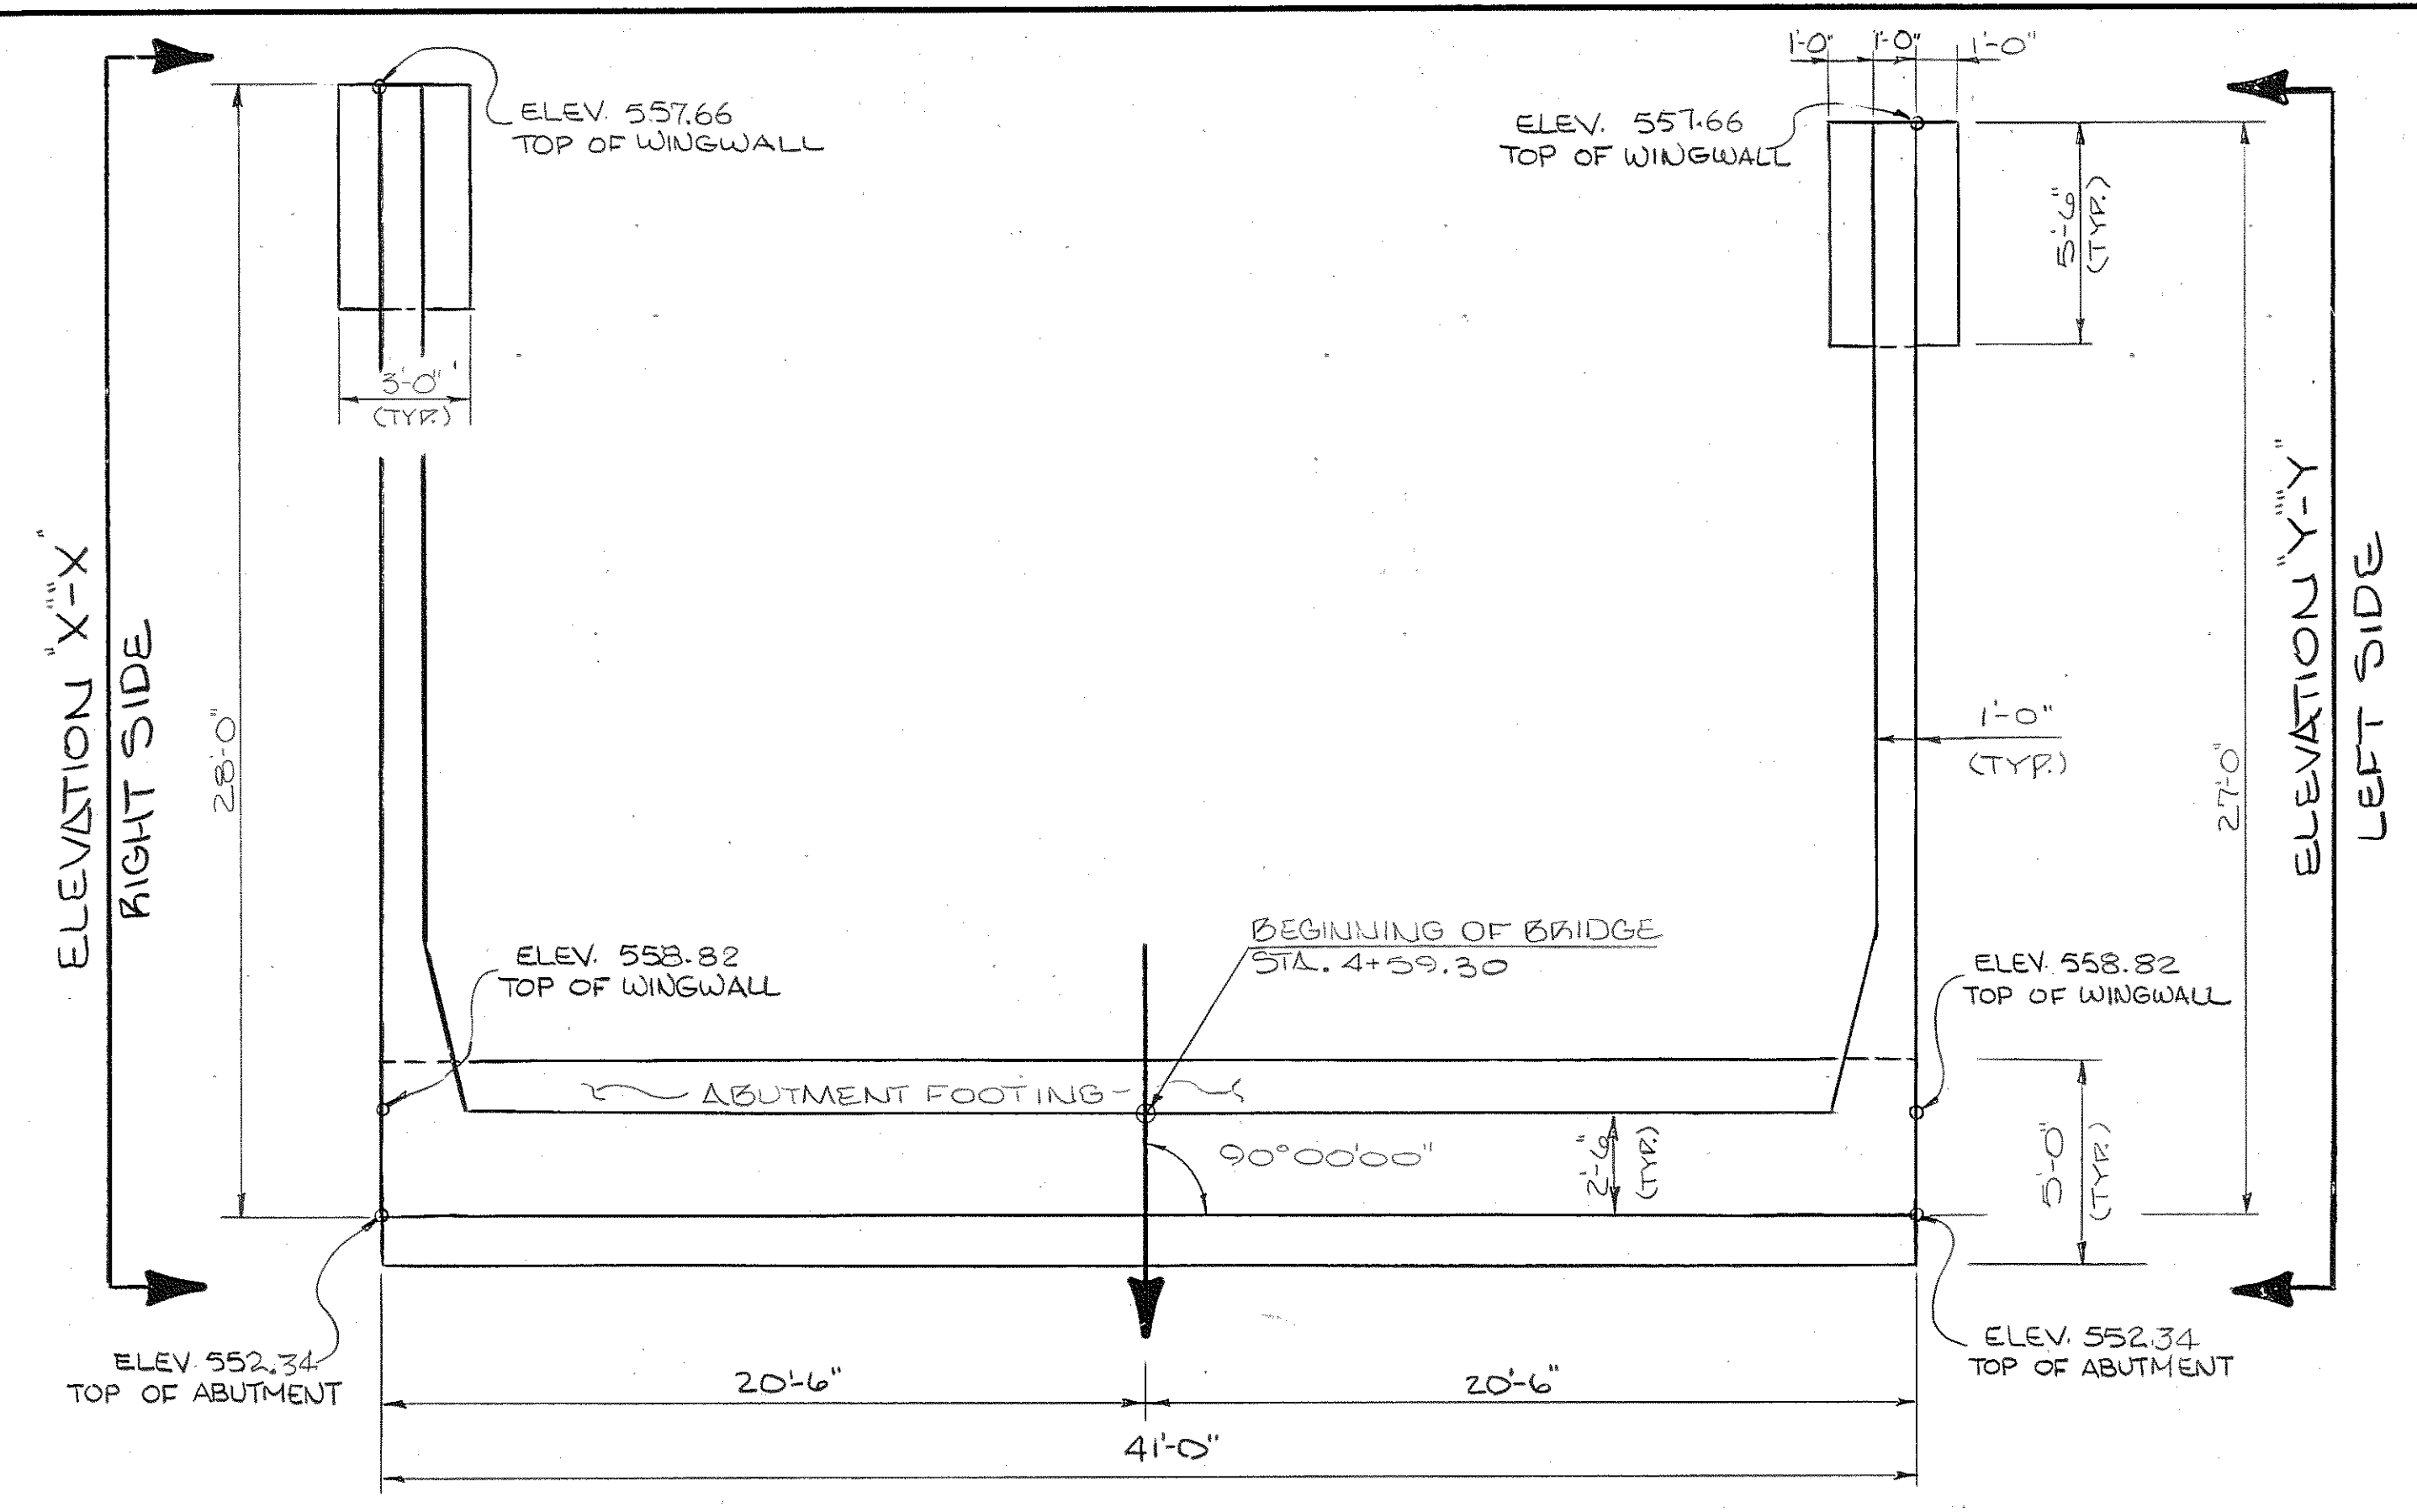 1'-0" 1'-0" 1'-0"
ELEV. 557.66
TOP OF WINGWALL
ELEV. 557.66
TOP OF WINGWALL
5'-6"
(TYP.)
3'-0"
(TYP.)
ELEVATION "X"-"X"
RIGHT SIDE
28'-0"
1'-0"
(TYP.)
27'-0"
ELEVATION "Y"-"Y"
LEFT SIDE
BEGINNING OF BRIDGE
STA. 4+59.30
ELEV. 558.82
TOP OF WINGWALL
ELEV. 558.82
TOP OF WINGWALL
ABUTMENT FOOTING
90°00'00"
2'-6"
(TYP.)
5'-0"
(TYP.)
ELEV. 552.34
TOP OF ABUTMENT
ELEV. 552.34
TOP OF ABUTMENT
20'-6"
20'-6"
41'-0"